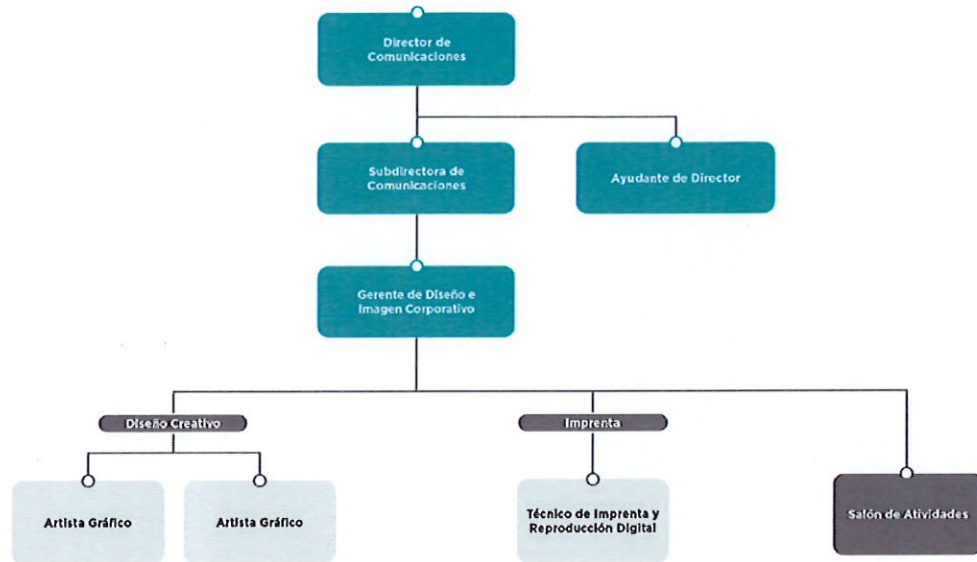 Director de
Comunicaciones
Subdirectora de
Comunicaciones
Ayudante de Director
Gerente de Diseño e
Imagen Corporativo
Diseño Creativo
Imprenta
Artista Gráfico
Artista Gráfico
Técnico de Imprenta y
Reproducción Digital
Salón de Atividades